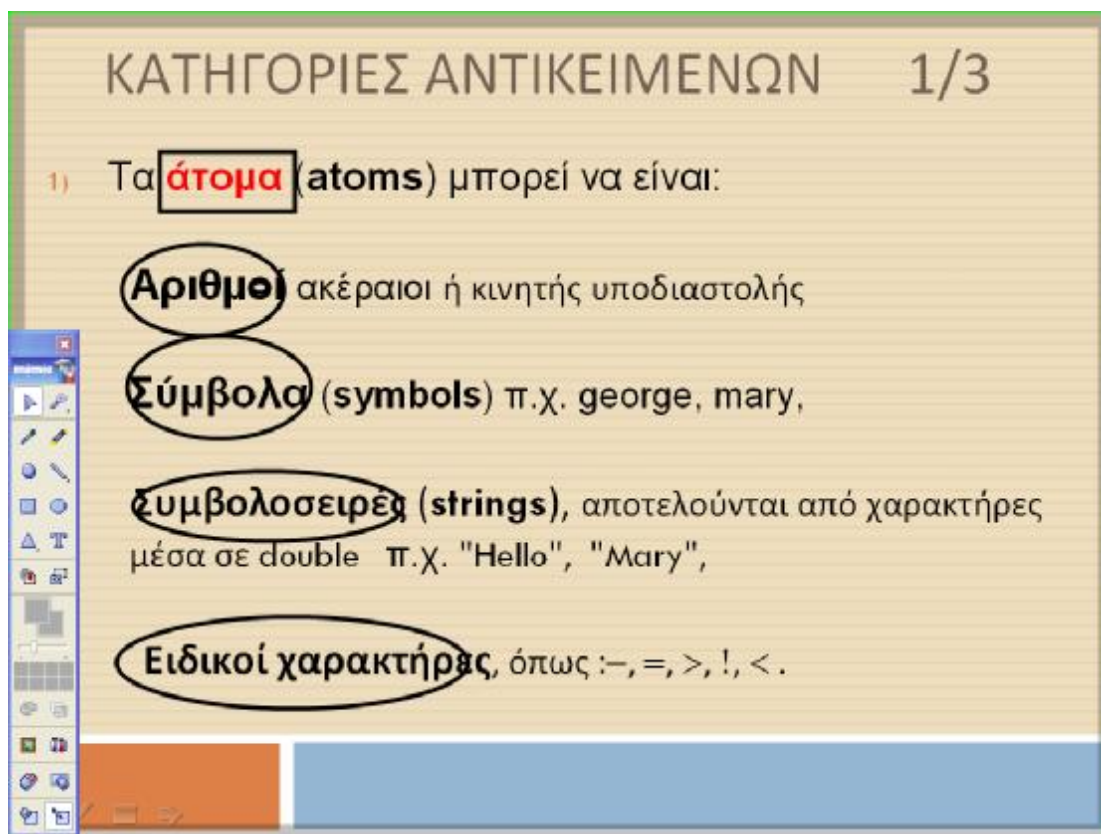 ΚΑΤΗΓΟΡΙΕΣ ΑΝΤΙΚΕΙΜΕΝΩΝ 1/3
1) Τα άτομα (atoms) μπορεί να είναι:
Αριθμοί ακέραιοι ή κινητής υποδιαστολής
Σύμβολα (symbols) π.χ. george, mary,
Συμβολοσειρές (strings), αποτελούνται από χαρακτήρες
μέσα σε double π.χ. "Hello", "Mary",
Ειδικοί χαρακτήρες, όπως :–, =, >, !, < .